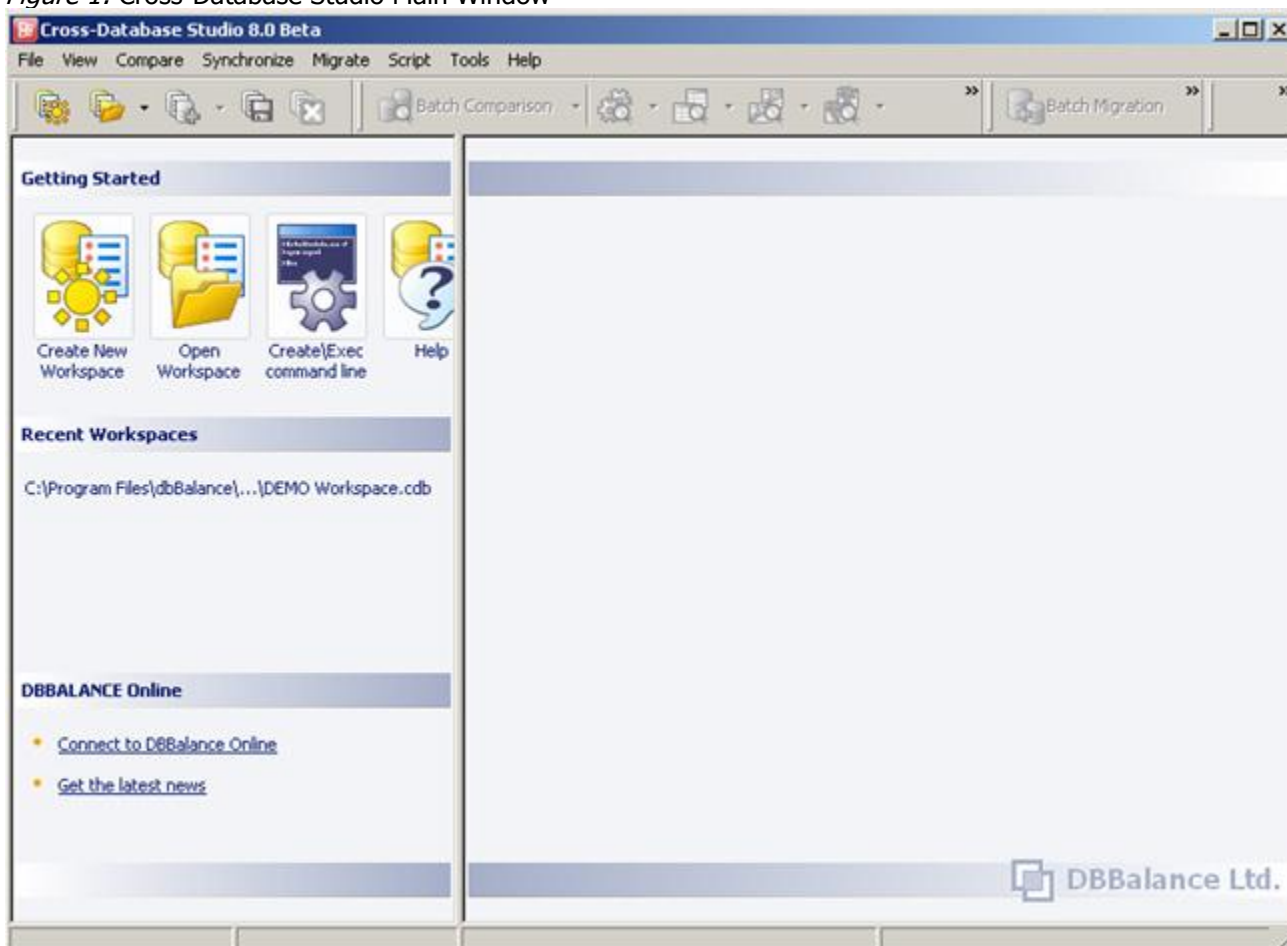 Figure 1. Cross-Database Studio Main Window
Cross-Database Studio 8.0 Beta
File View Compare Synchronize Migrate Script Tools Help
Batch Comparison
Batch Migration
Getting Started
Create New Workspace
Open Workspace
Create\Exec command line
Help
Recent Workspaces
C:\Program Files\dbBalance\...\DEMO Workspace.cdb
DBBALANCE Online
Connect to DBBalance Online
Get the latest news
DBBalance Ltd.